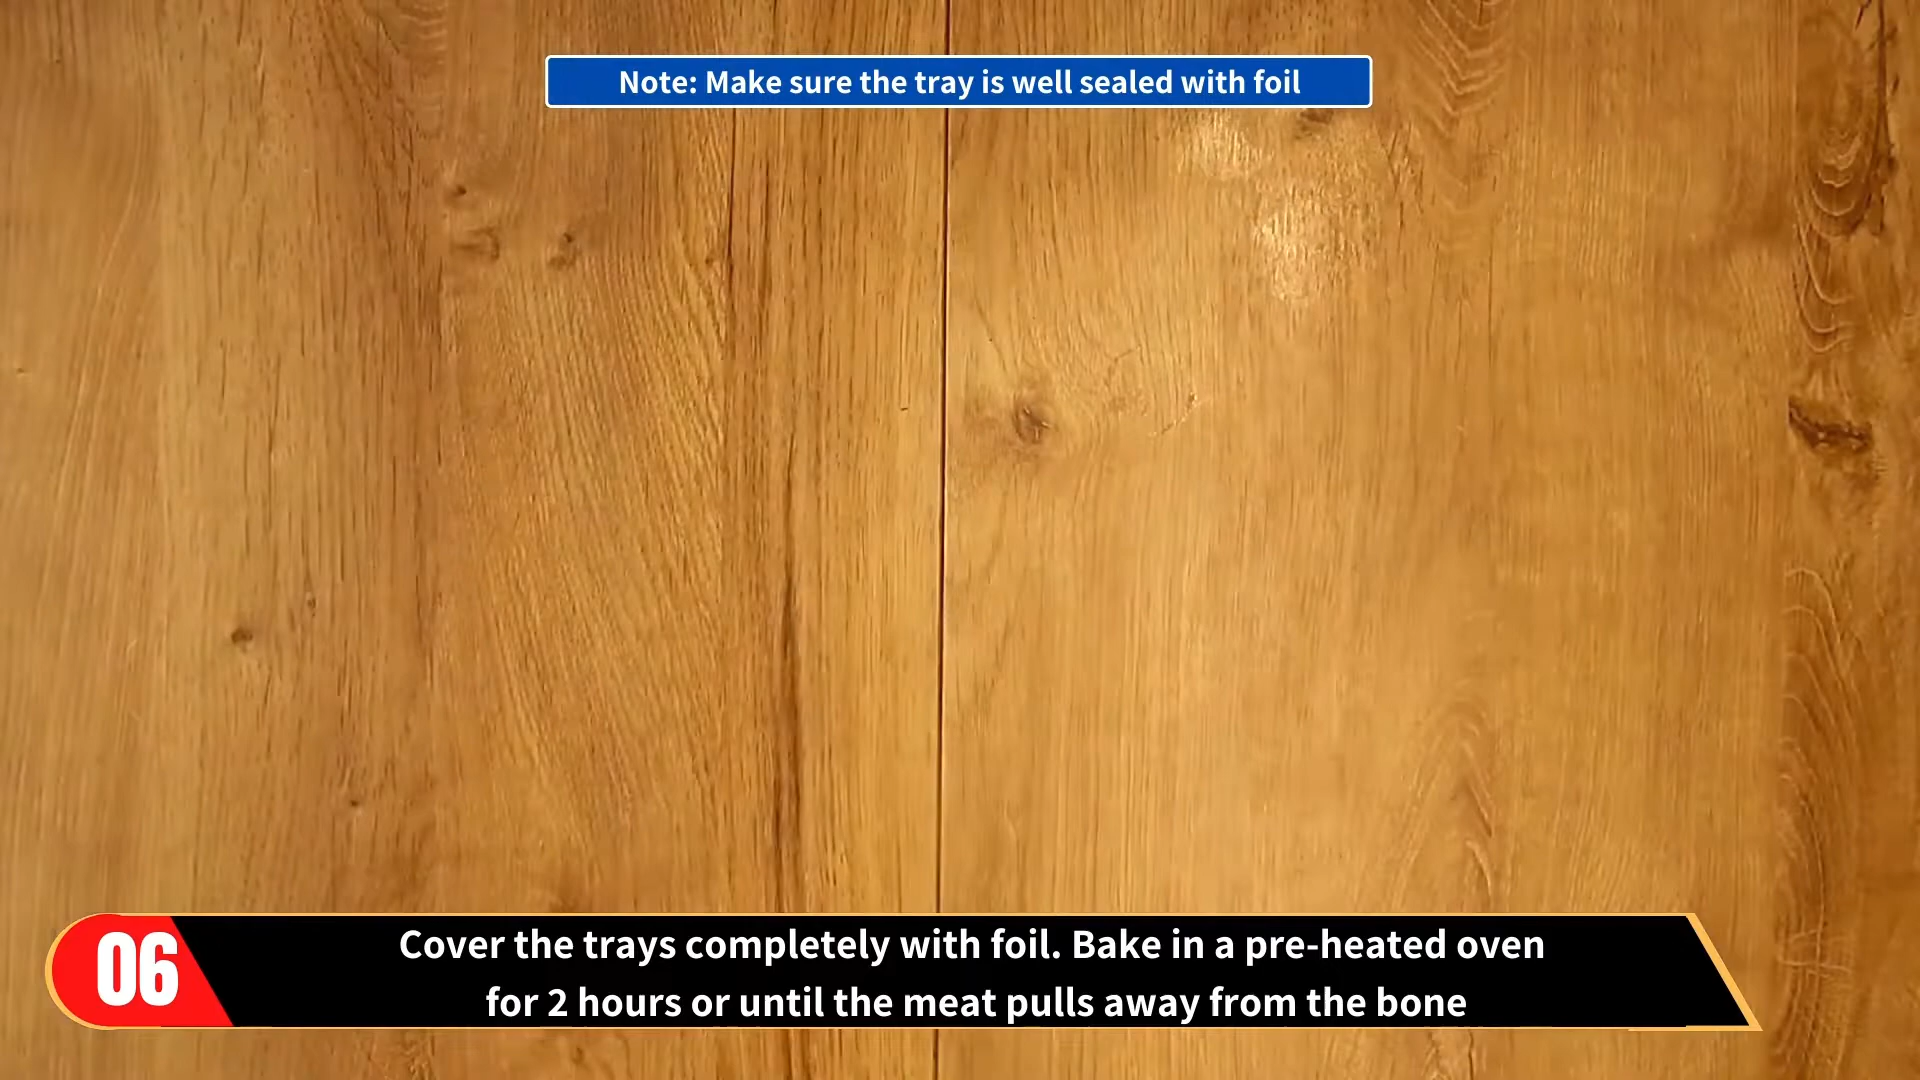 Note: Make sure the tray is well sealed with foil
06
Cover the trays completely with foil. Bake in a pre-heated oven
for 2 hours or until the meat pulls away from the bone